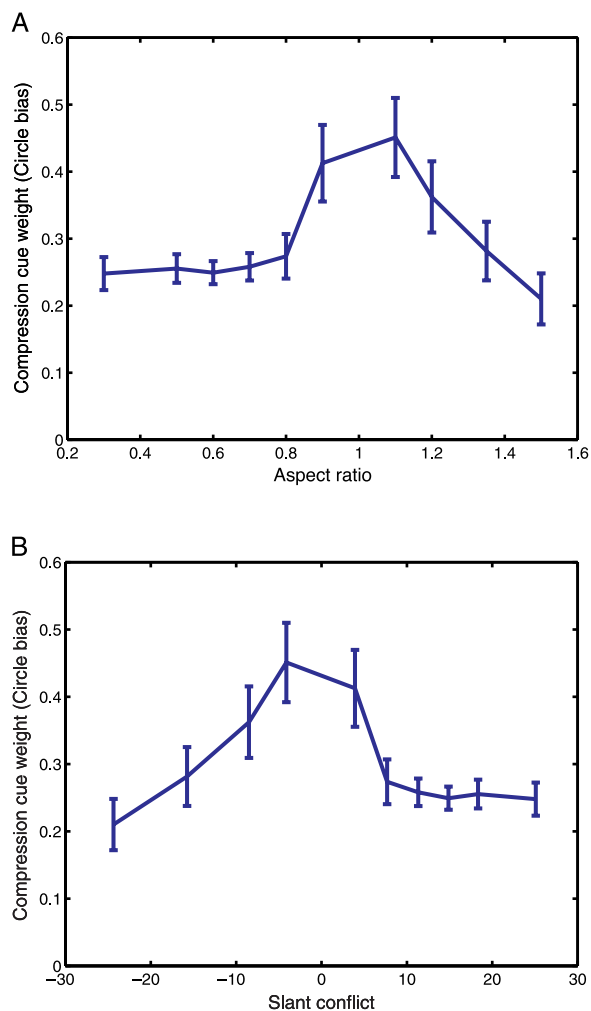 A
0.6
0.5
0.4
0.3
0.2
0.1
0
Compression cue weight (Circle bias)
0.2 0.4 0.6 0.8 1 1.2 1.4 1.6
Aspect ratio
B
0.6
0.5
0.4
0.3
0.2
0.1
0
Compression cue weight (Circle bias)
−30 −20 −10 0 10 20 30
Slant conflict